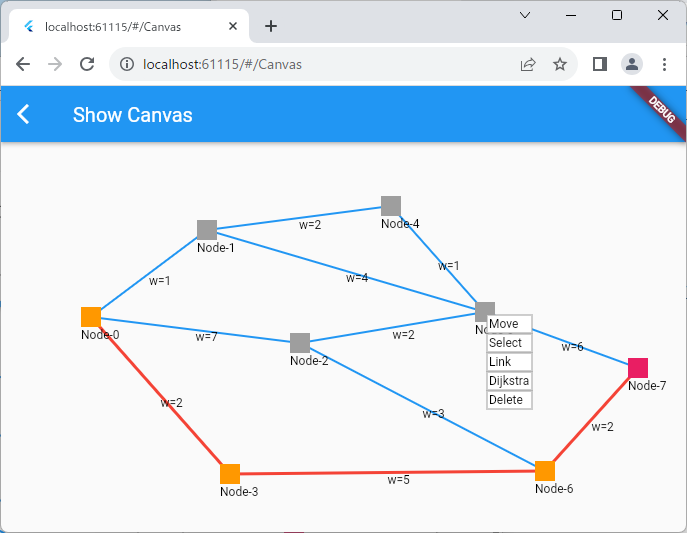 localhost:61115/#/Canvas
localhost:61115/#/Canvas
Show Canvas
DEBUG
Node-4
w=2
Node-1
w=1
w=4
w=1
Node-0
w=7
w=2
Move
Select
Link
Dijkstra
Delete
w=6
Node-2
Node-7
w=2
w=3
w=2
w=5
Node-3
Node-6